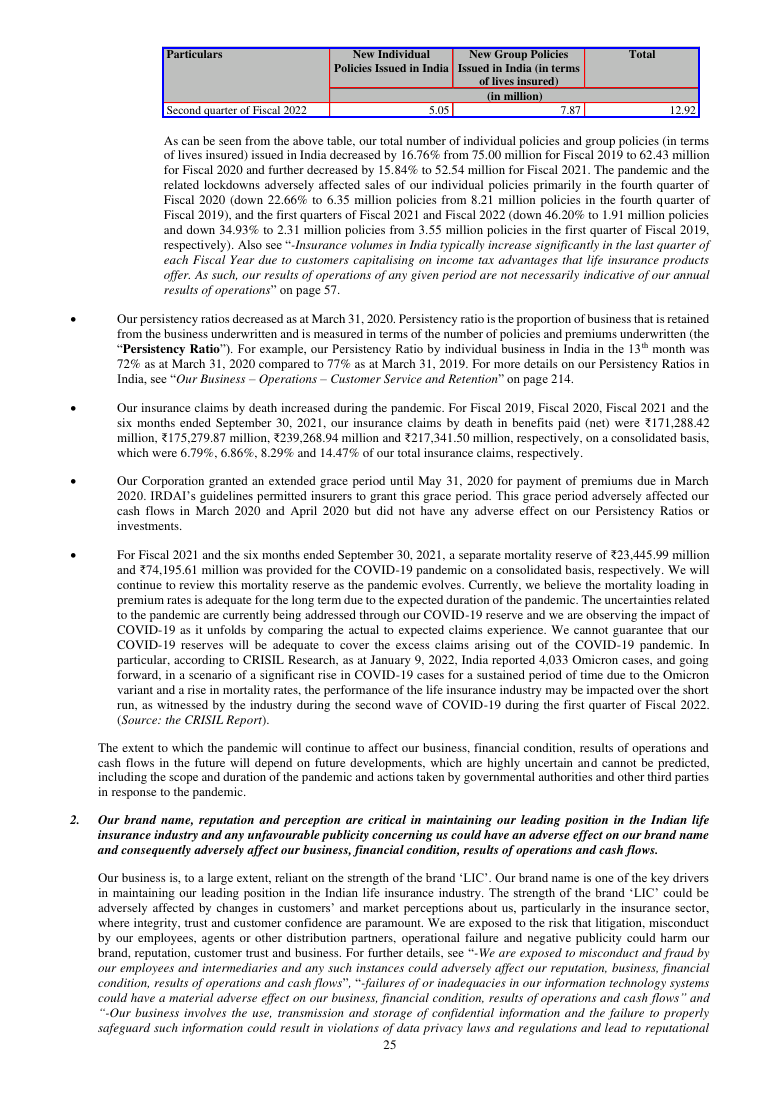 Particulars New Individual Policies Issued in India New Group Policies Issued in India (in terms of lives insured) Total
(in million)
Second quarter of Fiscal 2022 5.05 7.87 12.92
As can be seen from the above table, our total number of individual policies and group policies (in terms
of lives insured) issued in India decreased by 16.76% from 75.00 million for Fiscal 2019 to 62.43 million
for Fiscal 2020 and further decreased by 15.84% to 52.54 million for Fiscal 2021. The pandemic and the
related lockdowns adversely affected sales of our individual policies primarily in the fourth quarter of
Fiscal 2020 (down 22.66% to 6.35 million policies from 8.21 million policies in the fourth quarter of
Fiscal 2019), and the first quarters of Fiscal 2021 and Fiscal 2022 (down 46.20% to 1.91 million policies
and down 34.93% to 2.31 million policies from 3.55 million policies in the first quarter of Fiscal 2019,
respectively). Also see “-Insurance volumes in India typically increase significantly in the last quarter of
each Fiscal Year due to customers capitalising on income tax advantages that life insurance products
offer. As such, our results of operations of any given period are not necessarily indicative of our annual
results of operations” on page 57.
• Our persistency ratios decreased as at March 31, 2020. Persistency ratio is the proportion of business that is retained
from the business underwritten and is measured in terms of the number of policies and premiums underwritten (the
“Persistency Ratio”). For example, our Persistency Ratio by individual business in India in the 13th month was
72% as at March 31, 2020 compared to 77% as at March 31, 2019. For more details on our Persistency Ratios in
India, see “Our Business – Operations – Customer Service and Retention” on page 214.
• Our insurance claims by death increased during the pandemic. For Fiscal 2019, Fiscal 2020, Fiscal 2021 and the
six months ended September 30, 2021, our insurance claims by death in benefits paid (net) were ₹171,288.42
million, ₹175,279.87 million, ₹239,268.94 million and ₹217,341.50 million, respectively, on a consolidated basis,
which were 6.79%, 6.86%, 8.29% and 14.47% of our total insurance claims, respectively.
• Our Corporation granted an extended grace period until May 31, 2020 for payment of premiums due in March
2020. IRDAI’s guidelines permitted insurers to grant this grace period. This grace period adversely affected our
cash flows in March 2020 and April 2020 but did not have any adverse effect on our Persistency Ratios or
investments.
• For Fiscal 2021 and the six months ended September 30, 2021, a separate mortality reserve of ₹23,445.99 million
and ₹74,195.61 million was provided for the COVID-19 pandemic on a consolidated basis, respectively. We will
continue to review this mortality reserve as the pandemic evolves. Currently, we believe the mortality loading in
premium rates is adequate for the long term due to the expected duration of the pandemic. The uncertainties related
to the pandemic are currently being addressed through our COVID-19 reserve and we are observing the impact of
COVID-19 as it unfolds by comparing the actual to expected claims experience. We cannot guarantee that our
COVID-19 reserves will be adequate to cover the excess claims arising out of the COVID-19 pandemic. In
particular, according to CRISIL Research, as at January 9, 2022, India reported 4,033 Omicron cases, and going
forward, in a scenario of a significant rise in COVID-19 cases for a sustained period of time due to the Omicron
variant and a rise in mortality rates, the performance of the life insurance industry may be impacted over the short
run, as witnessed by the industry during the second wave of COVID-19 during the first quarter of Fiscal 2022.
(Source: the CRISIL Report).
The extent to which the pandemic will continue to affect our business, financial condition, results of operations and
cash flows in the future will depend on future developments, which are highly uncertain and cannot be predicted,
including the scope and duration of the pandemic and actions taken by governmental authorities and other third parties
in response to the pandemic.
2. Our brand name, reputation and perception are critical in maintaining our leading position in the Indian life
insurance industry and any unfavourable publicity concerning us could have an adverse effect on our brand name
and consequently adversely affect our business, financial condition, results of operations and cash flows.
Our business is, to a large extent, reliant on the strength of the brand ‘LIC’. Our brand name is one of the key drivers
in maintaining our leading position in the Indian life insurance industry. The strength of the brand ‘LIC’ could be
adversely affected by changes in customers’ and market perceptions about us, particularly in the insurance sector,
where integrity, trust and customer confidence are paramount. We are exposed to the risk that litigation, misconduct
by our employees, agents or other distribution partners, operational failure and negative publicity could harm our
brand, reputation, customer trust and business. For further details, see “-We are exposed to misconduct and fraud by
our employees and intermediaries and any such instances could adversely affect our reputation, business, financial
condition, results of operations and cash flows”, “-failures of or inadequacies in our information technology systems
could have a material adverse effect on our business, financial condition, results of operations and cash flows” and
“-Our business involves the use, transmission and storage of confidential information and the failure to properly
safeguard such information could result in violations of data privacy laws and regulations and lead to reputational
25